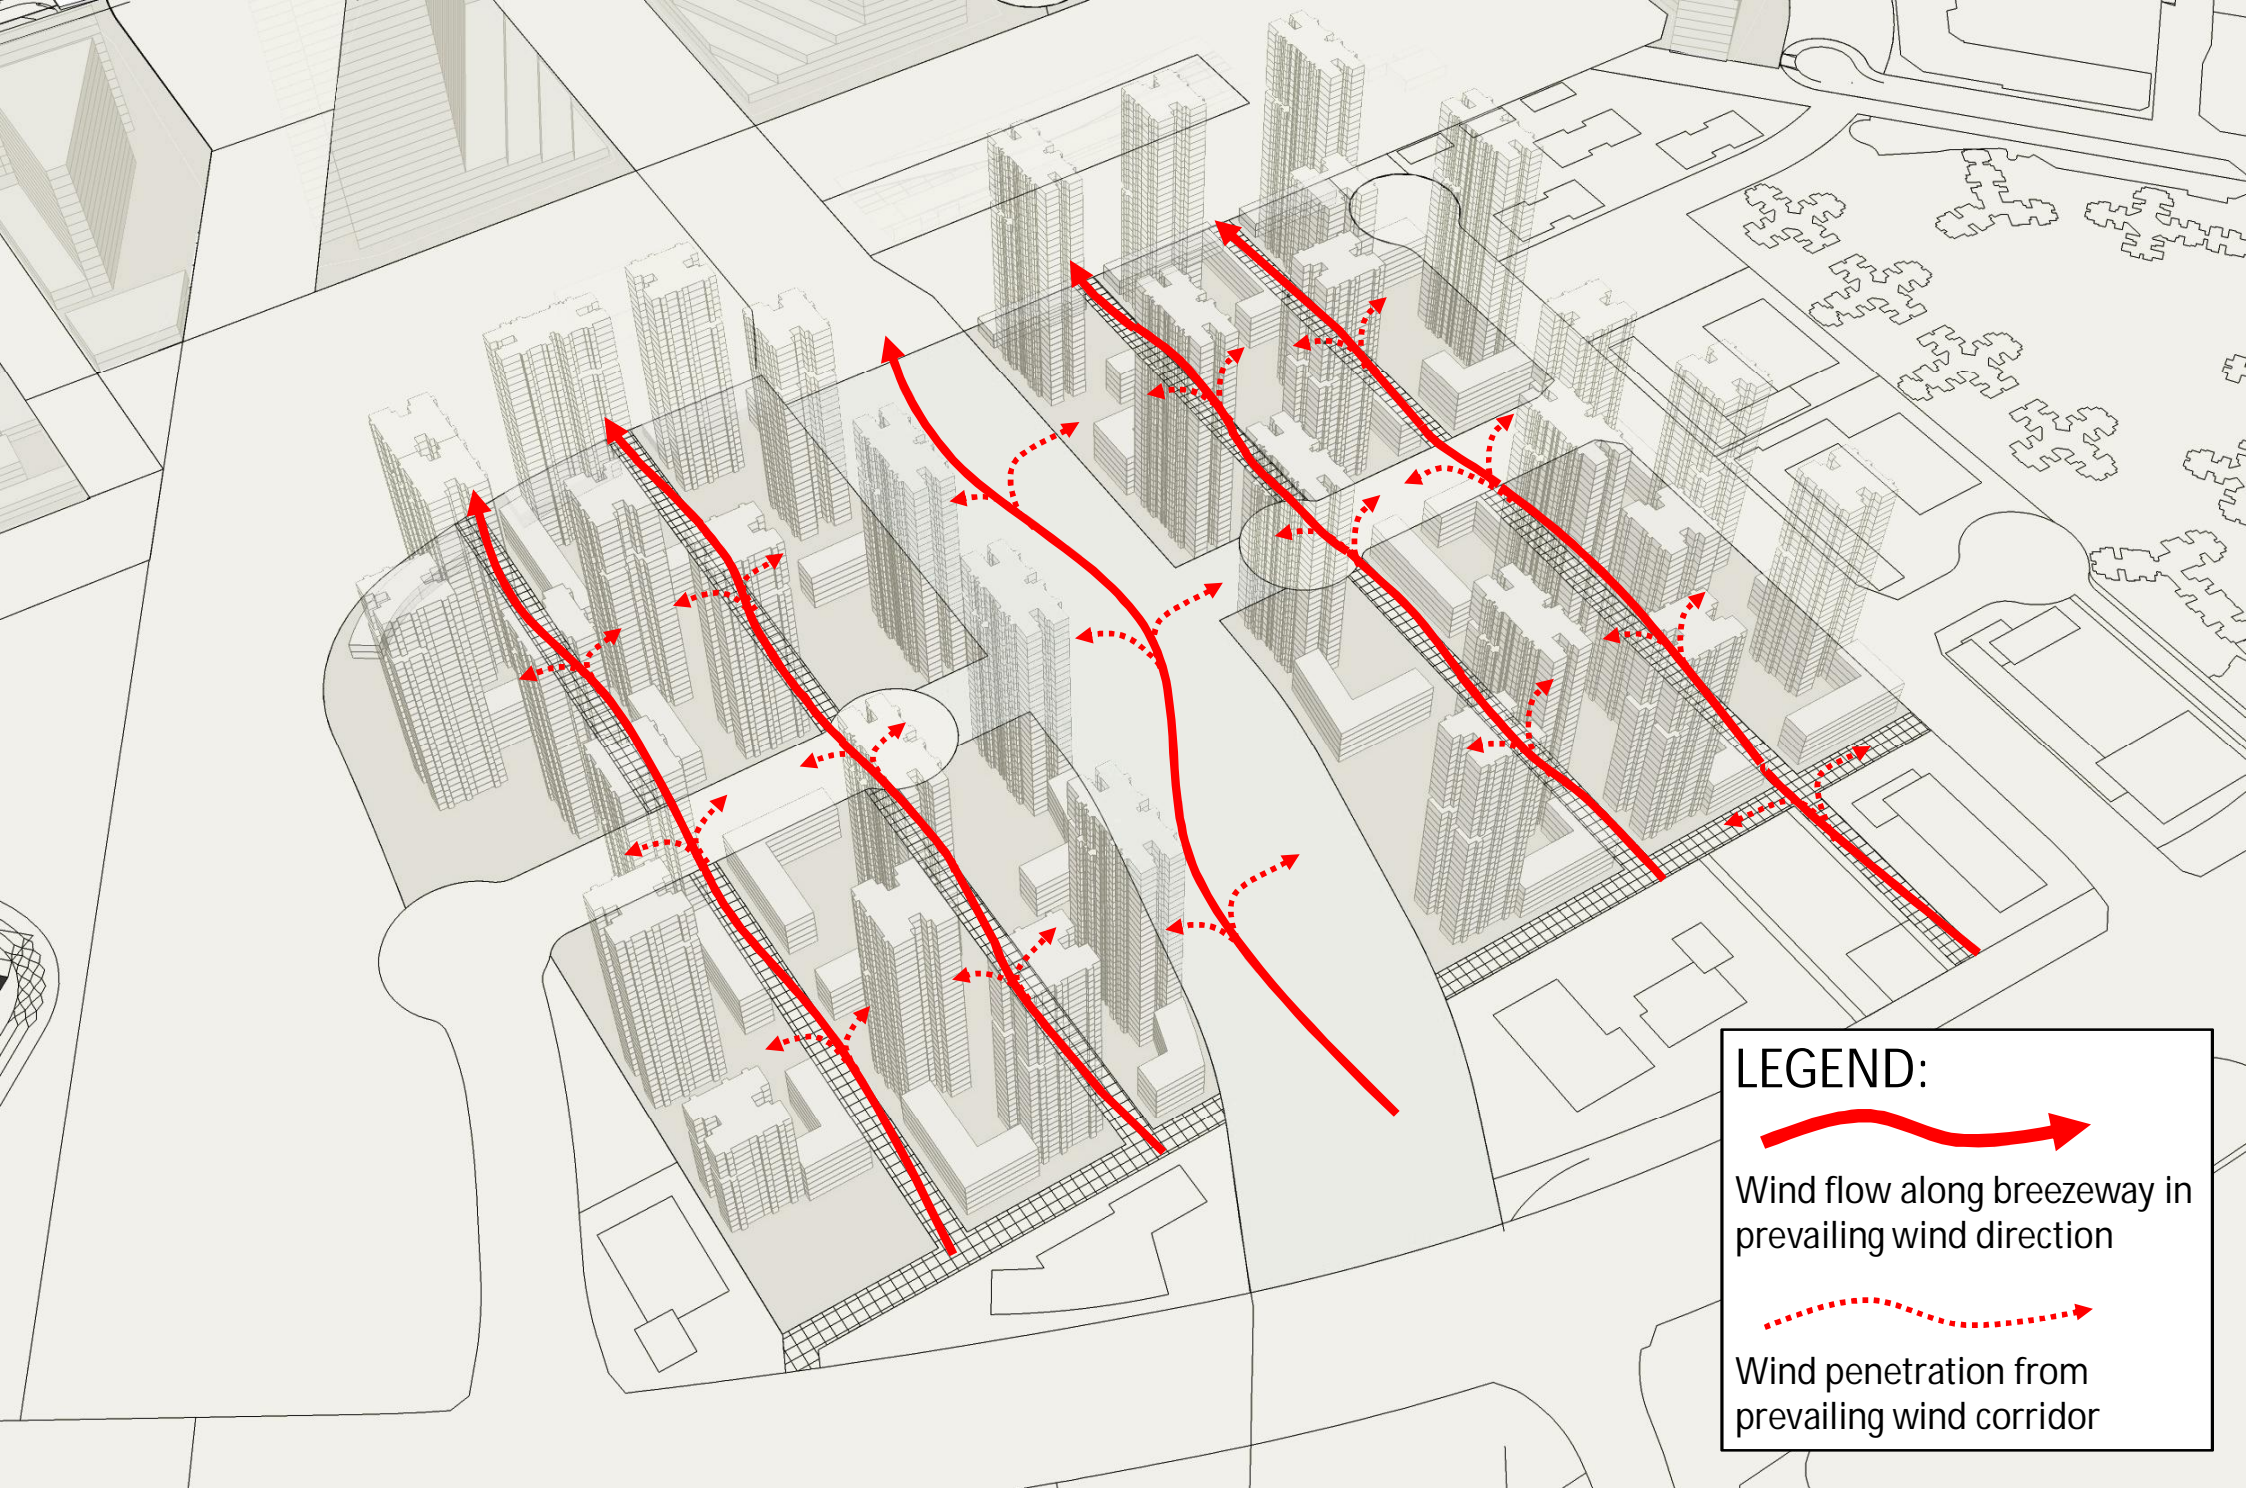 LEGEND:
Wind flow along breezeway in
prevailing wind direction
Wind penetration from
prevailing wind corridor